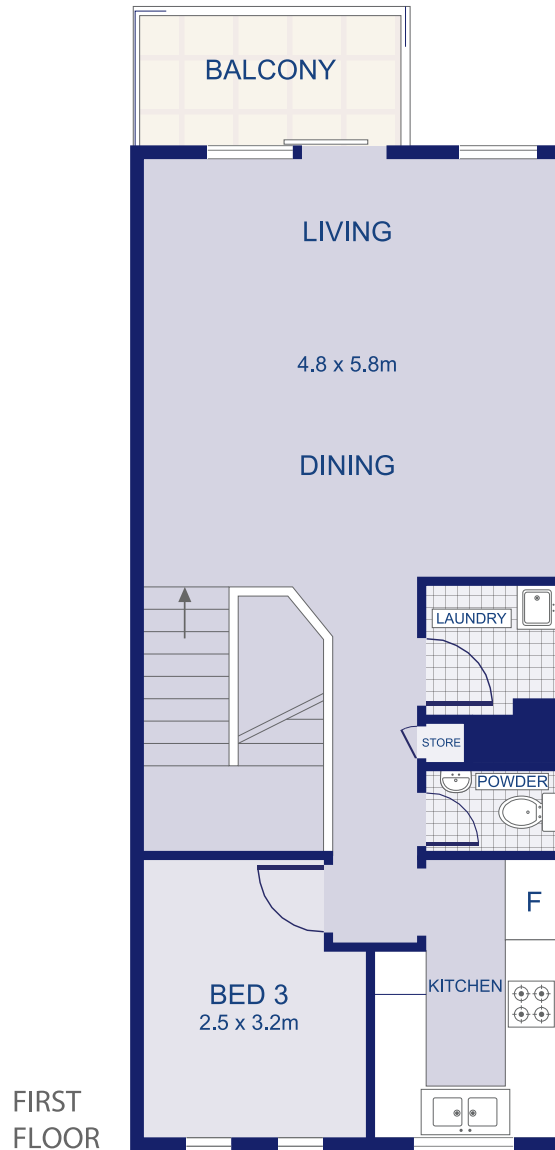 BALCONY
LIVING
4.8 x 5.8m
DINING
LAUNDRY
STORE
POWDER
F
KITCHEN
BED 3
2.5 x 3.2m
FIRST
FLOOR